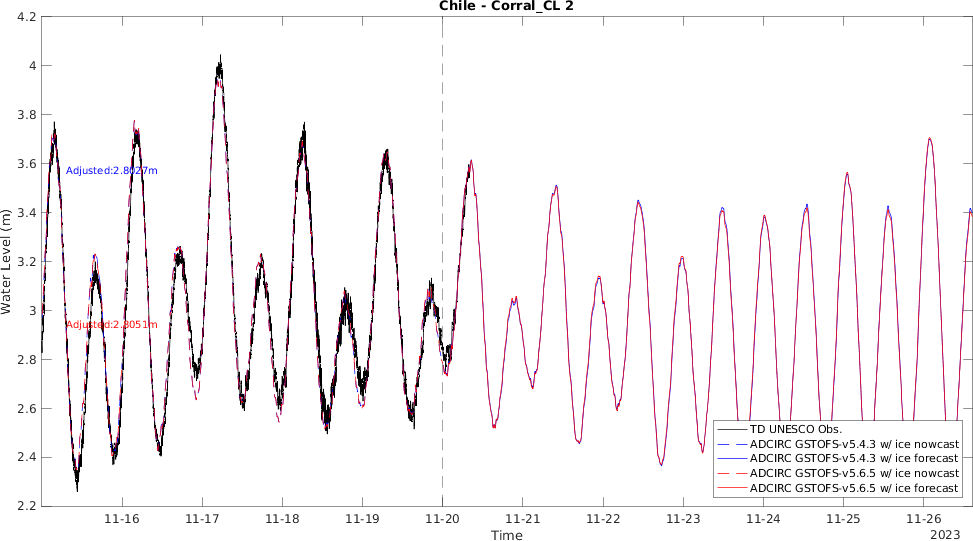 Chile - Corral_CL 2
Water Level (m)
4.2
4
3.8
3.6
3.4
3.2
3
2.8
2.6
2.4
2.2
Adjusted:2.8027m
Adjusted:2.8051m
TD UNESCO Obs.
ADCIRC GSTOFS-v5.4.3 w/ ice nowcast
ADCIRC GSTOFS-v5.4.3 w/ ice forecast
ADCIRC GSTOFS-v5.6.5 w/ ice nowcast
ADCIRC GSTOFS-v5.6.5 w/ ice forecast
11-16 11-17 11-18 11-19 11-20 11-21 11-22 11-23 11-24 11-25 11-26
Time
2023